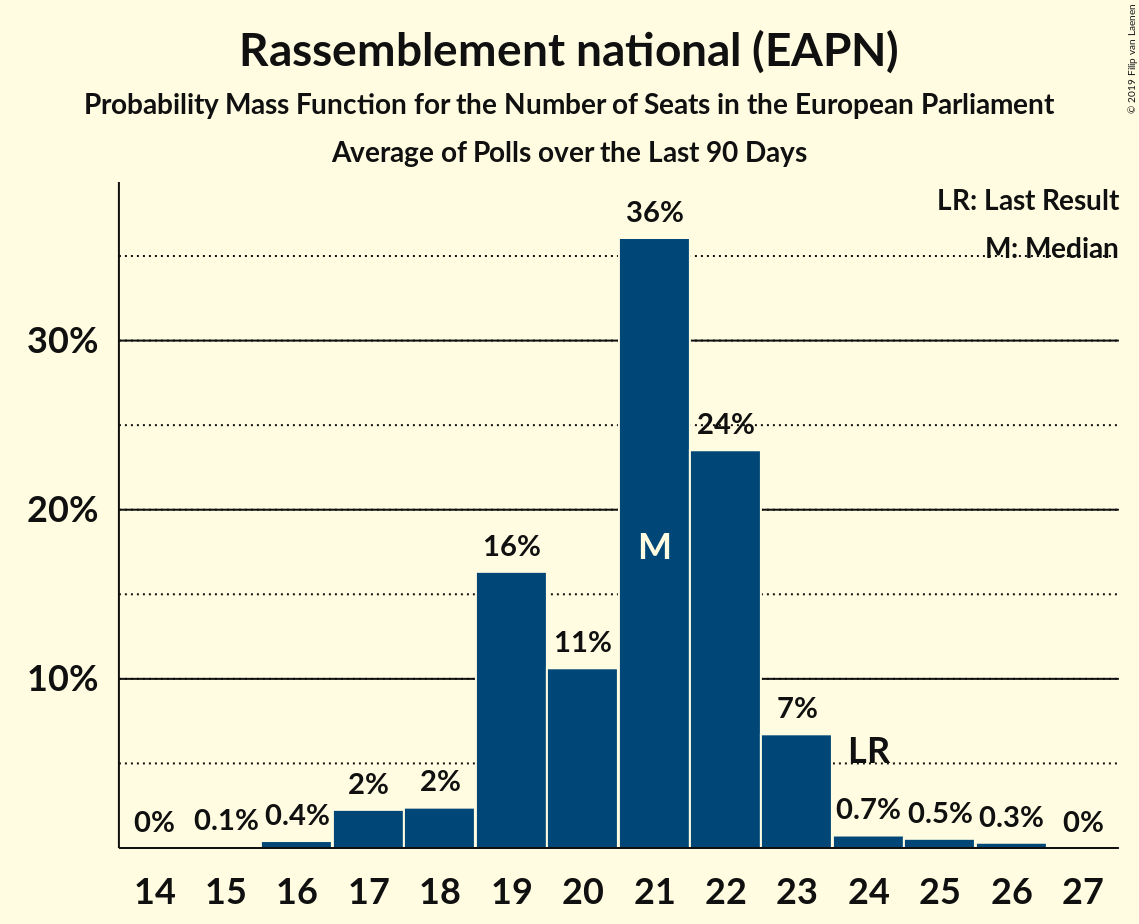 Rassemblement national (EAPN)
Probability Mass Function for the Number of Seats in the European Parliament
Average of Polls over the Last 90 Days
© 2019 Filip van Laenen
LR: Last Result
M: Median
36%
30%
24%
20%
16%
M
11%
10%
7%
LR
2%
2%
0%
0.1%
0.4%
0.7%
0.5%
0.3%
0%
14 15 16 17 18 19 20 21 22 23 24 25 26 27